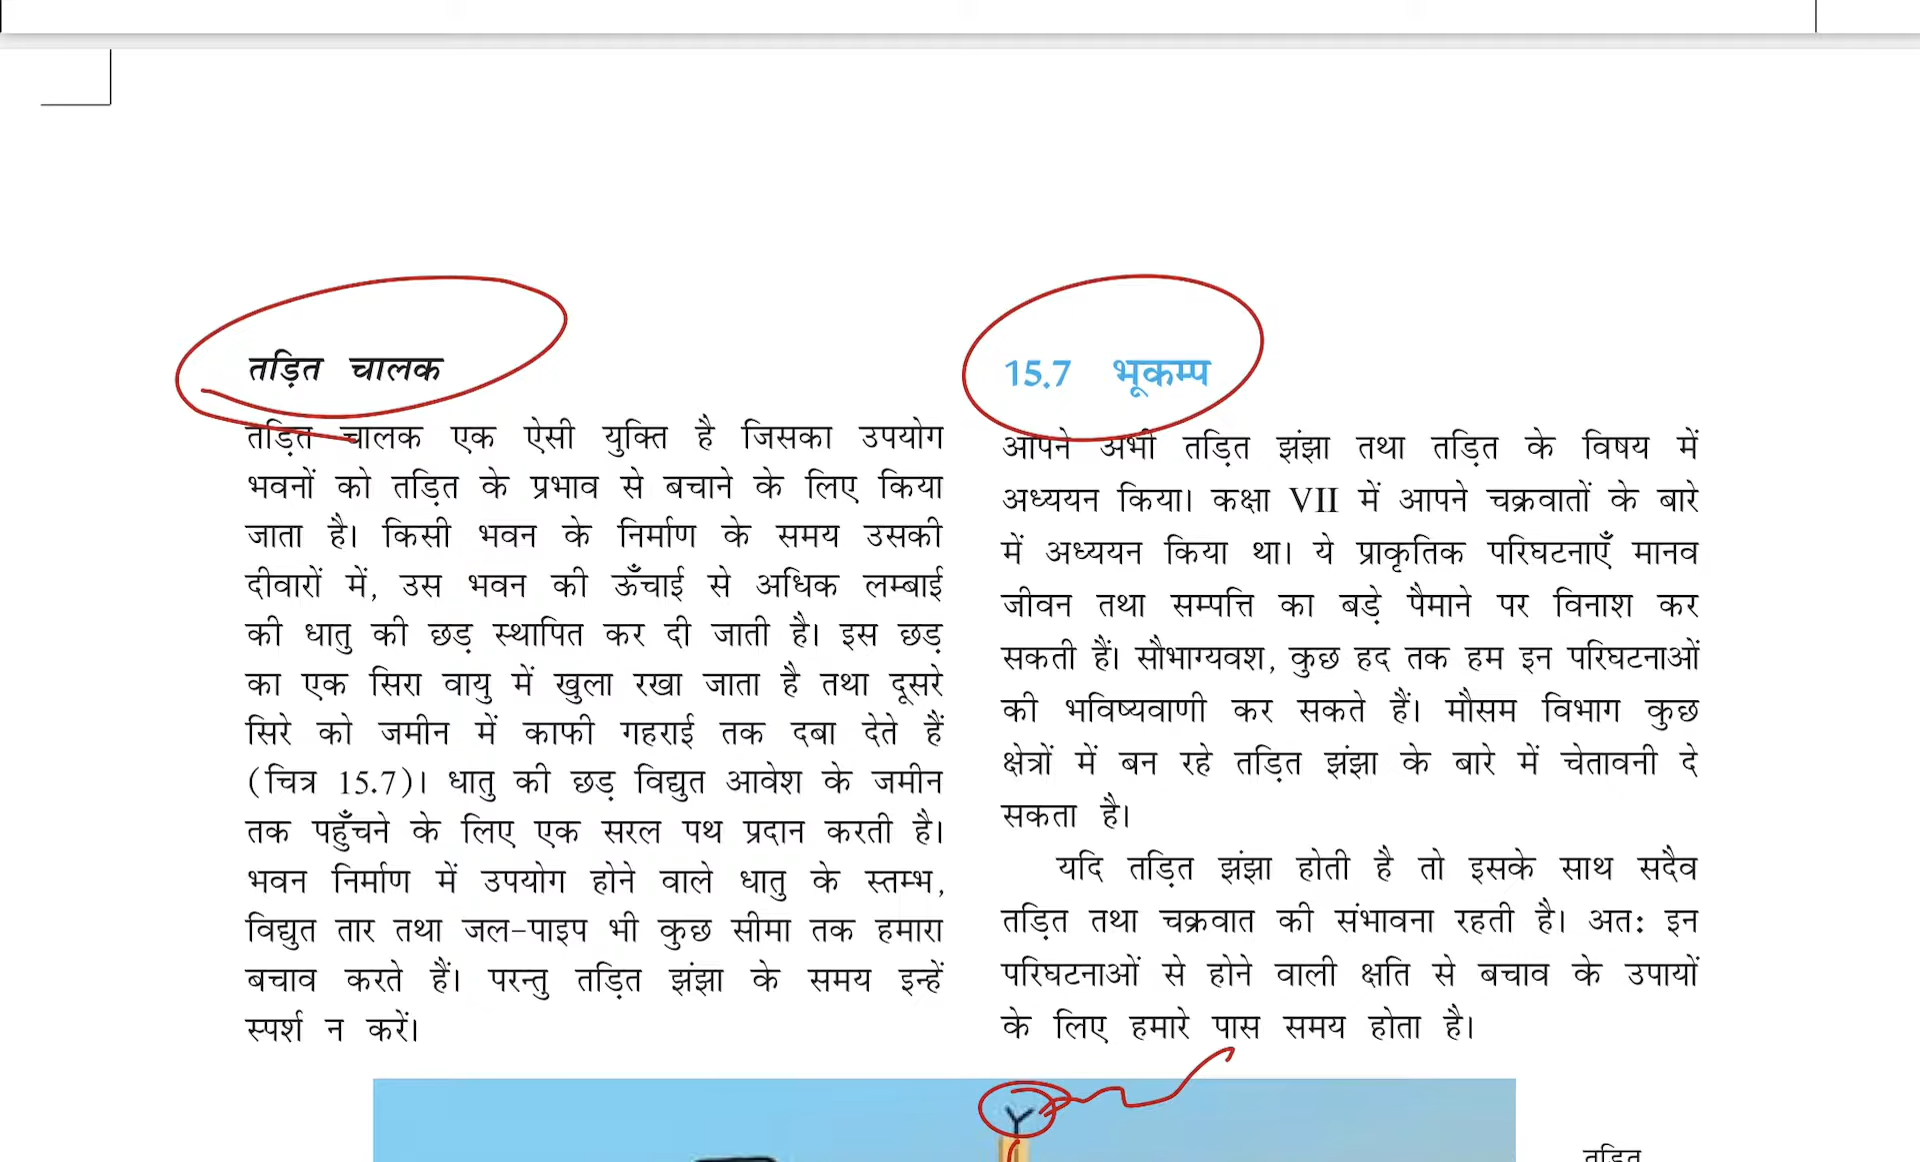 तड़ित चालक
तड़ित चालक एक ऐसी युक्ति है जिसका उपयोग
भवनों को तड़ित के प्रभाव से बचाने के लिए किया
जाता है। किसी भवन के निर्माण के समय उसकी
दीवारों में, उस भवन की ऊँचाई से अधिक लम्बाई
की धातु की छड़ स्थापित कर दी जाती है। इस छड़
का एक सिरा वायु में खुला रखा जाता है तथा दूसरे
सिरे को जमीन में काफी गहराई तक दबा देते हैं
(चित्र 15.7)। धातु की छड़ विद्युत आवेश के जमीन
तक पहुँचने के लिए एक सरल पथ प्रदान करती है।
भवन निर्माण में उपयोग होने वाले धातु के स्तम्भ,
विद्युत तार तथा जल-पाइप भी कुछ सीमा तक हमारा
बचाव करते हैं। परन्तु तड़ित झंझा के समय इन्हें
स्पर्श न करें।
15.7 भूकम्प
आपने अभी तड़ित झंझा तथा तड़ित के विषय में
अध्ययन किया। कक्षा VII में आपने चक्रवातों के बारे
में अध्ययन किया था। ये प्राकृतिक परिघटनाएँ मानव
जीवन तथा सम्पत्ति का बड़े पैमाने पर विनाश कर
सकती हैं। सौभाग्यवश, कुछ हद तक हम इन परिघटनाओं
की भविष्यवाणी कर सकते हैं। मौसम विभाग कुछ
क्षेत्रों में बन रहे तड़ित झंझा के बारे में चेतावनी दे
सकता है।
यदि तड़ित झंझा होती है तो इसके साथ सदैव
तड़ित तथा चक्रवात की संभावना रहती है। अत: इन
परिघटनाओं से होने वाली क्षति से बचाव के उपायों
के लिए हमारे पास समय होता है।
तड़ित